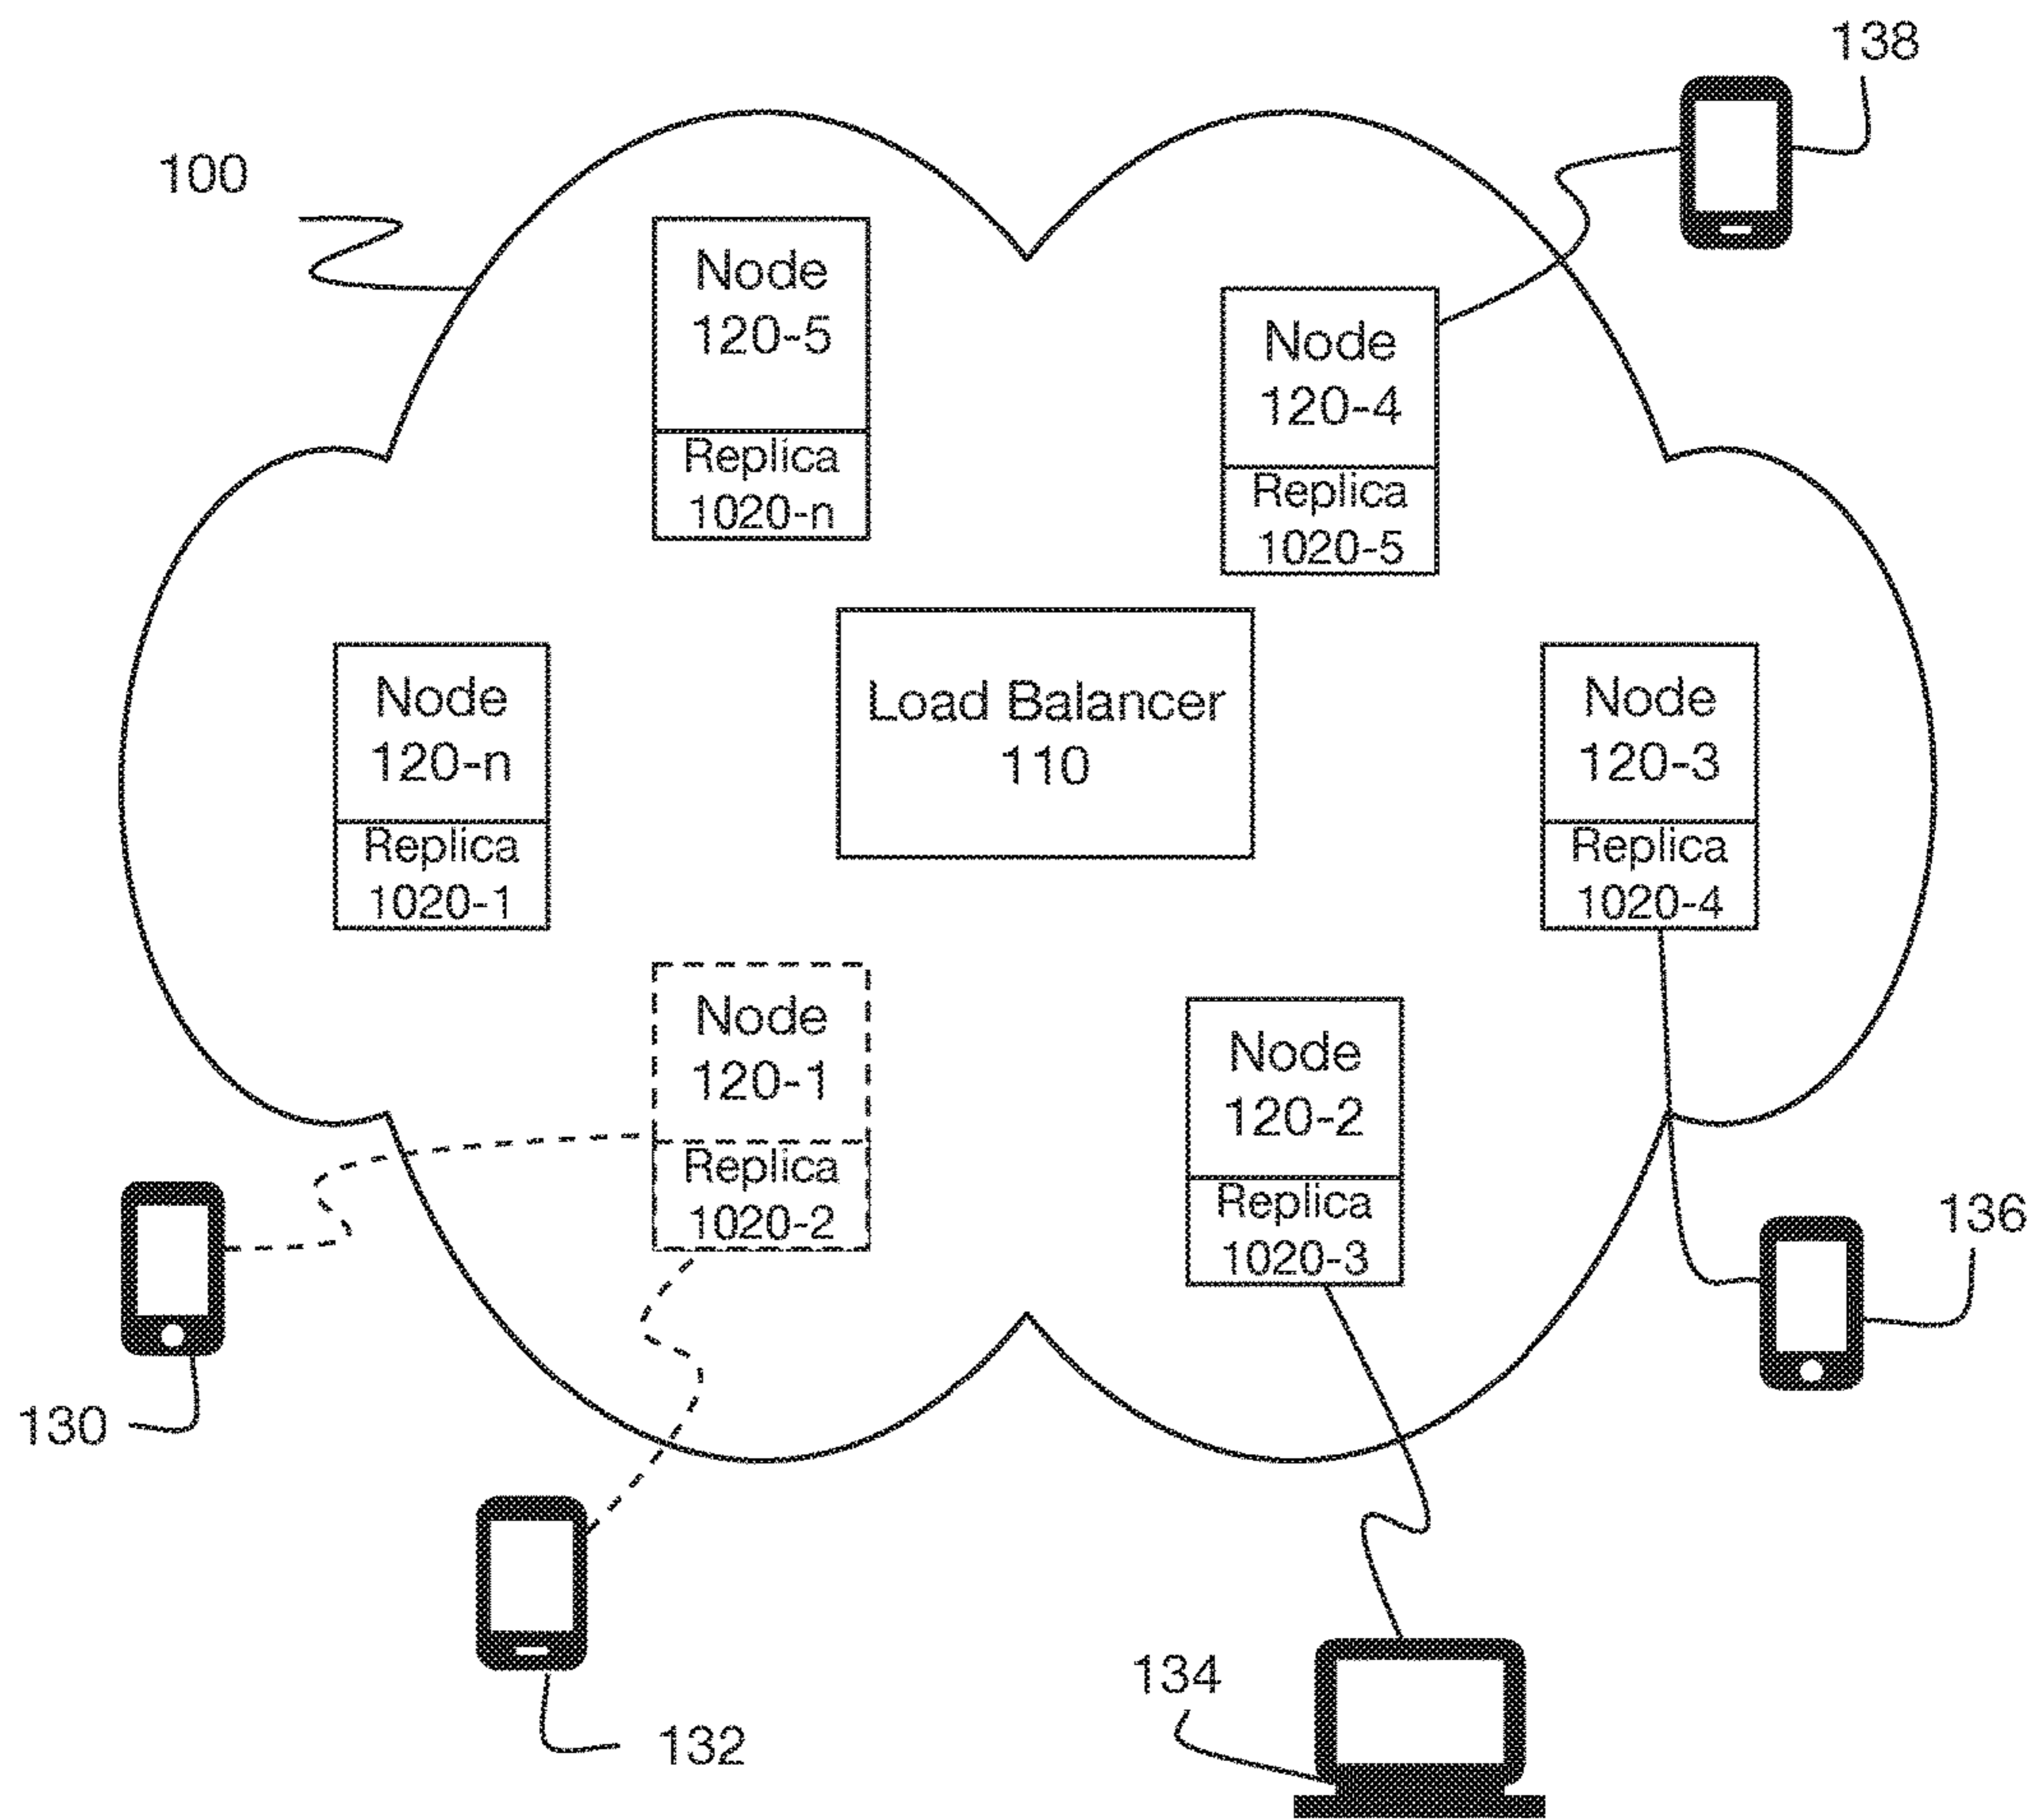 138
100
Node
120-5
Replica
1020-n
Node
120-4
Replica
1020-5
Node
120-n
Replica
1020-1
Load Balancer
110
Node
120-3
Replica
1020-4
Node
120-1
Replica
1020-2
Node
120-2
Replica
1020-3
136
130
134
132